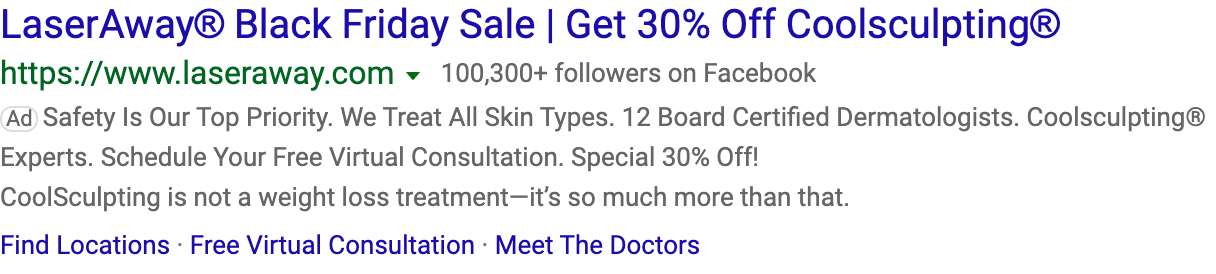 LaserAway® Black Friday Sale | Get 30% Off Coolsculpting®
https://www.laseraway.com 100,300+ followers on Facebook
Ad Safety Is Our Top Priority. We Treat All Skin Types. 12 Board Certified Dermatologists. Coolsculpting®
Experts. Schedule Your Free Virtual Consultation. Special 30% Off!
CoolSculpting is not a weight loss treatment—it’s so much more than that.
Find Locations · Free Virtual Consultation · Meet The Doctors